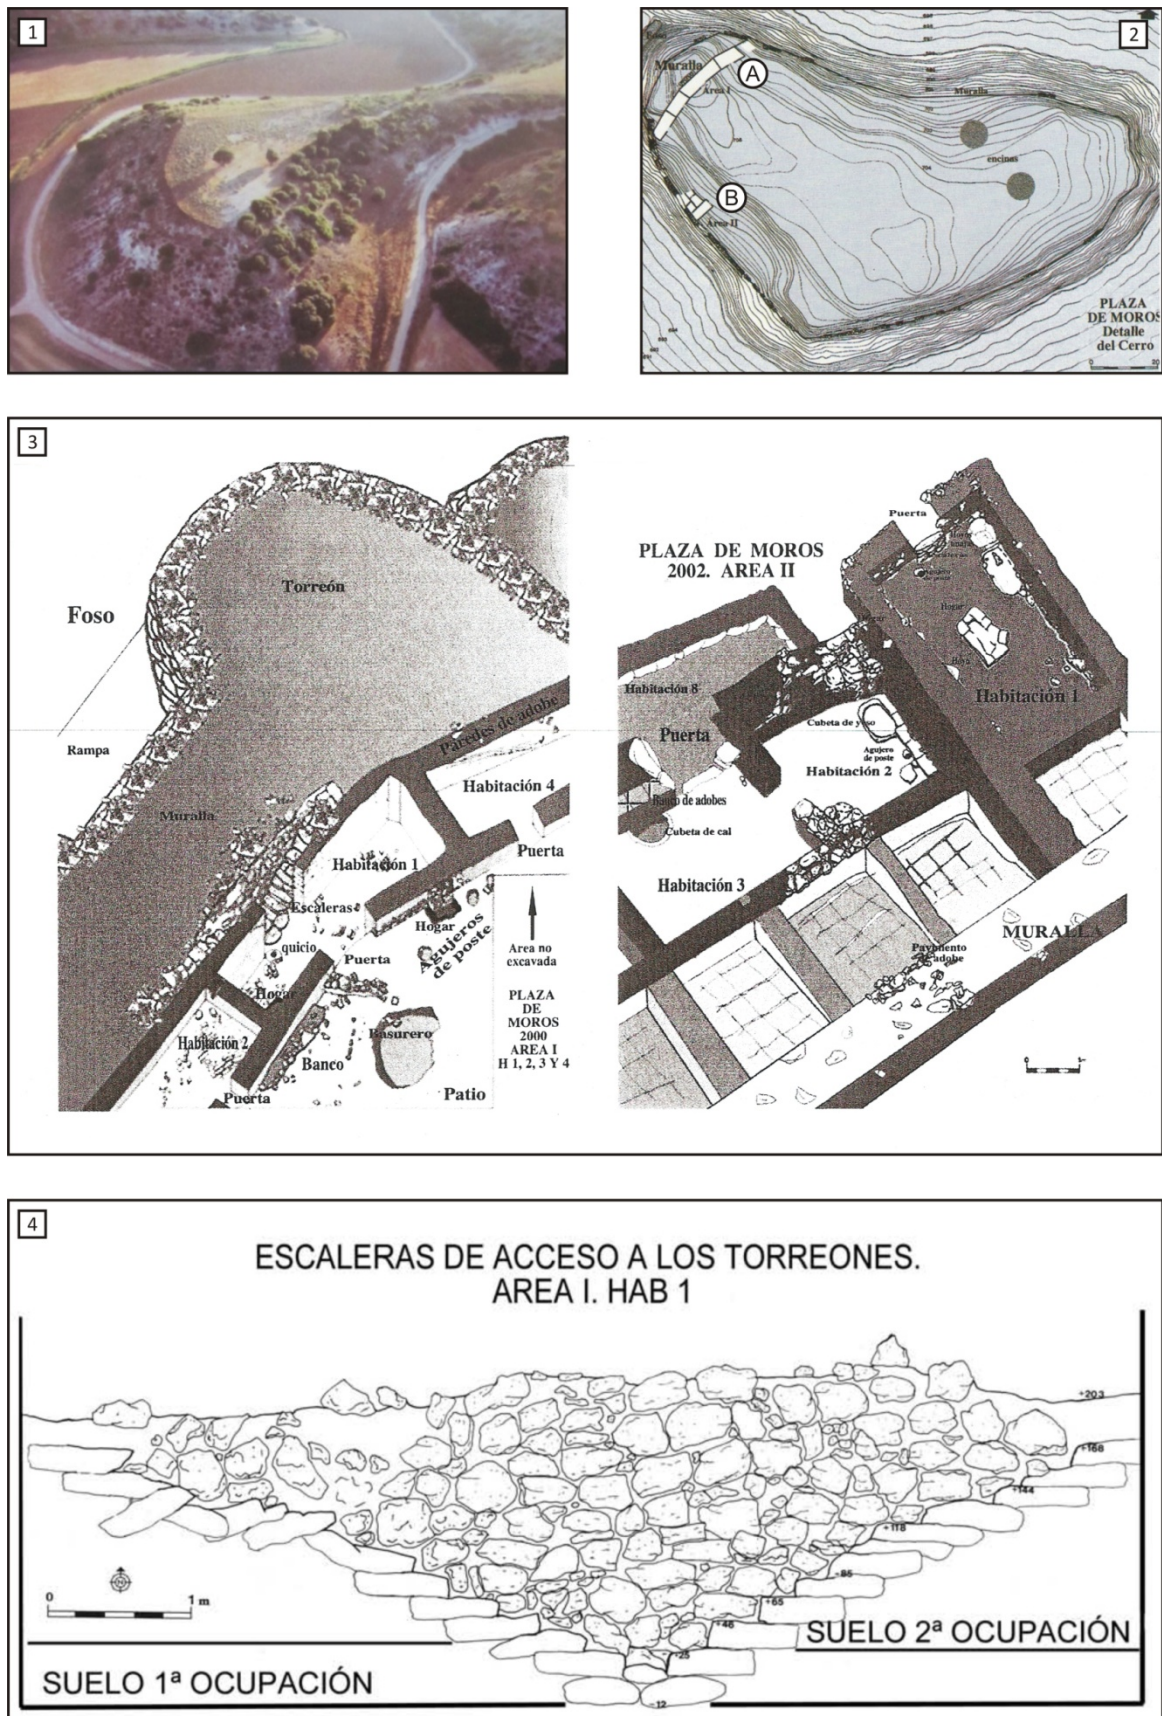 1
2
Foso
Muralla
A
Area I
Muralla
encinas
B
Area II
PLAZA
DE MOROS
Detalle
del Cerro
3
Torreón
Foso
Rampa
Paredes de adobe
Habitación 4
Muralla
Habitación 1
Puerta
Escaleras
Hogar
Agujeros
de poste
quicio
Puerta
Hogar
Habitación 2
Banco
Basurero
Puerta
Patio
Area no
excavada
PLAZA
DE
MOROS
2000
AREA I
H 1, 2, 3 Y 4
PLAZA DE MOROS
2002. AREA II
Puerta
Hogar
Hogar
Habitación 1
Habitación 8
Puerta
Cubeta de yeso
Agujero
de poste
Habitación 2
Banco de adobes
Cubeta de cal
Habitación 3
MURALLA
Pavimento
de adobe
4
ESCALERAS DE ACCESO A LOS TORREONES.
AREA I. HAB 1
+203
+168
+144
+118
+65
+46
0 1 m
SUELO 2ª OCUPACIÓN
SUELO 1ª OCUPACIÓN